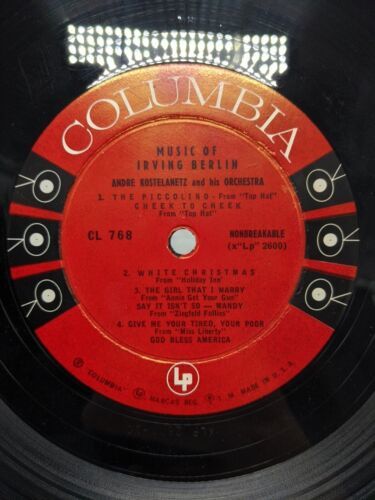 COLUMBIA
MUSIC OF
IRVING BERLIN
ANDRE KOSTELANETZ and his ORCHESTRA
1. THE PICCOLINO - From "Top Hat"
CHEEK TO CHEEK
From "Top Hat"
CL 768
NONBREAKABLE
(x"Lp" 2600)
2. WHITE CHRISTMAS
From "Holiday Inn"
3. THE GIRL THAT I MARRY
From "Annie Get Your Gun"
SAY IT ISN'T SO — MANDY
From "Ziegfeld Follies"
4. GIVE ME YOUR TIRED, YOUR POOR
From "Miss Liberty"
GOD BLESS AMERICA
LP
"COLUMBIA" MARCAS REG. T. M. MADE IN U.S.A.